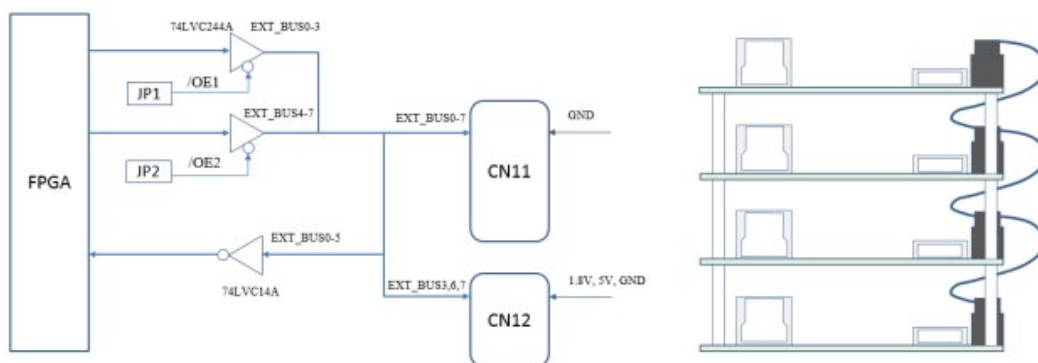 74LVC244A
EXT_BUS0-3
/OE1
JP1
EXT_BUS4-7
/OE2
JP2
EXT_BUS0-7
GND
CN11
FPGA
EXT_BUS0-5
74LVC14A
EXT_BUS3,6,7
1.8V, 5V, GND
CN12